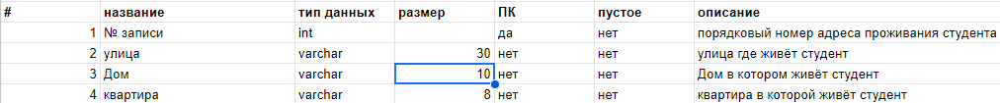 # название тип данных размер ПК пустое описание
1 № записи int да нет порядковый номер адреса проживания студента
2 улица varchar 30 нет нет улица где живёт студент
3 Дом varchar 10 нет нет Дом в котором живёт студент
4 квартира varchar 8 нет нет квартира в которой живёт студент